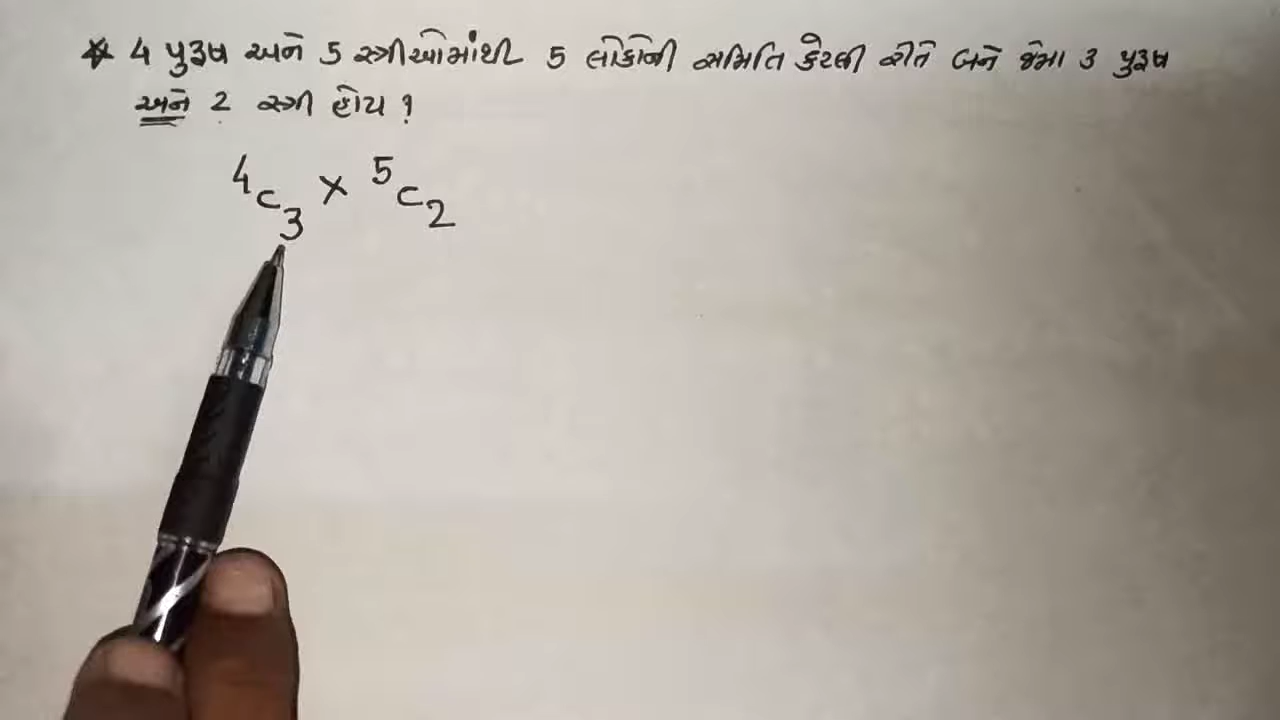 * 4 પુરૂષ અને 5 સ્ત્રીઓમાંથી 5 લોકોની સમિતિ કેટલી રીતે બને જેમા 3 પુરૂષ
અને 2 સ્ત્રી હોય ?
⁴C₃ × ⁵C₂